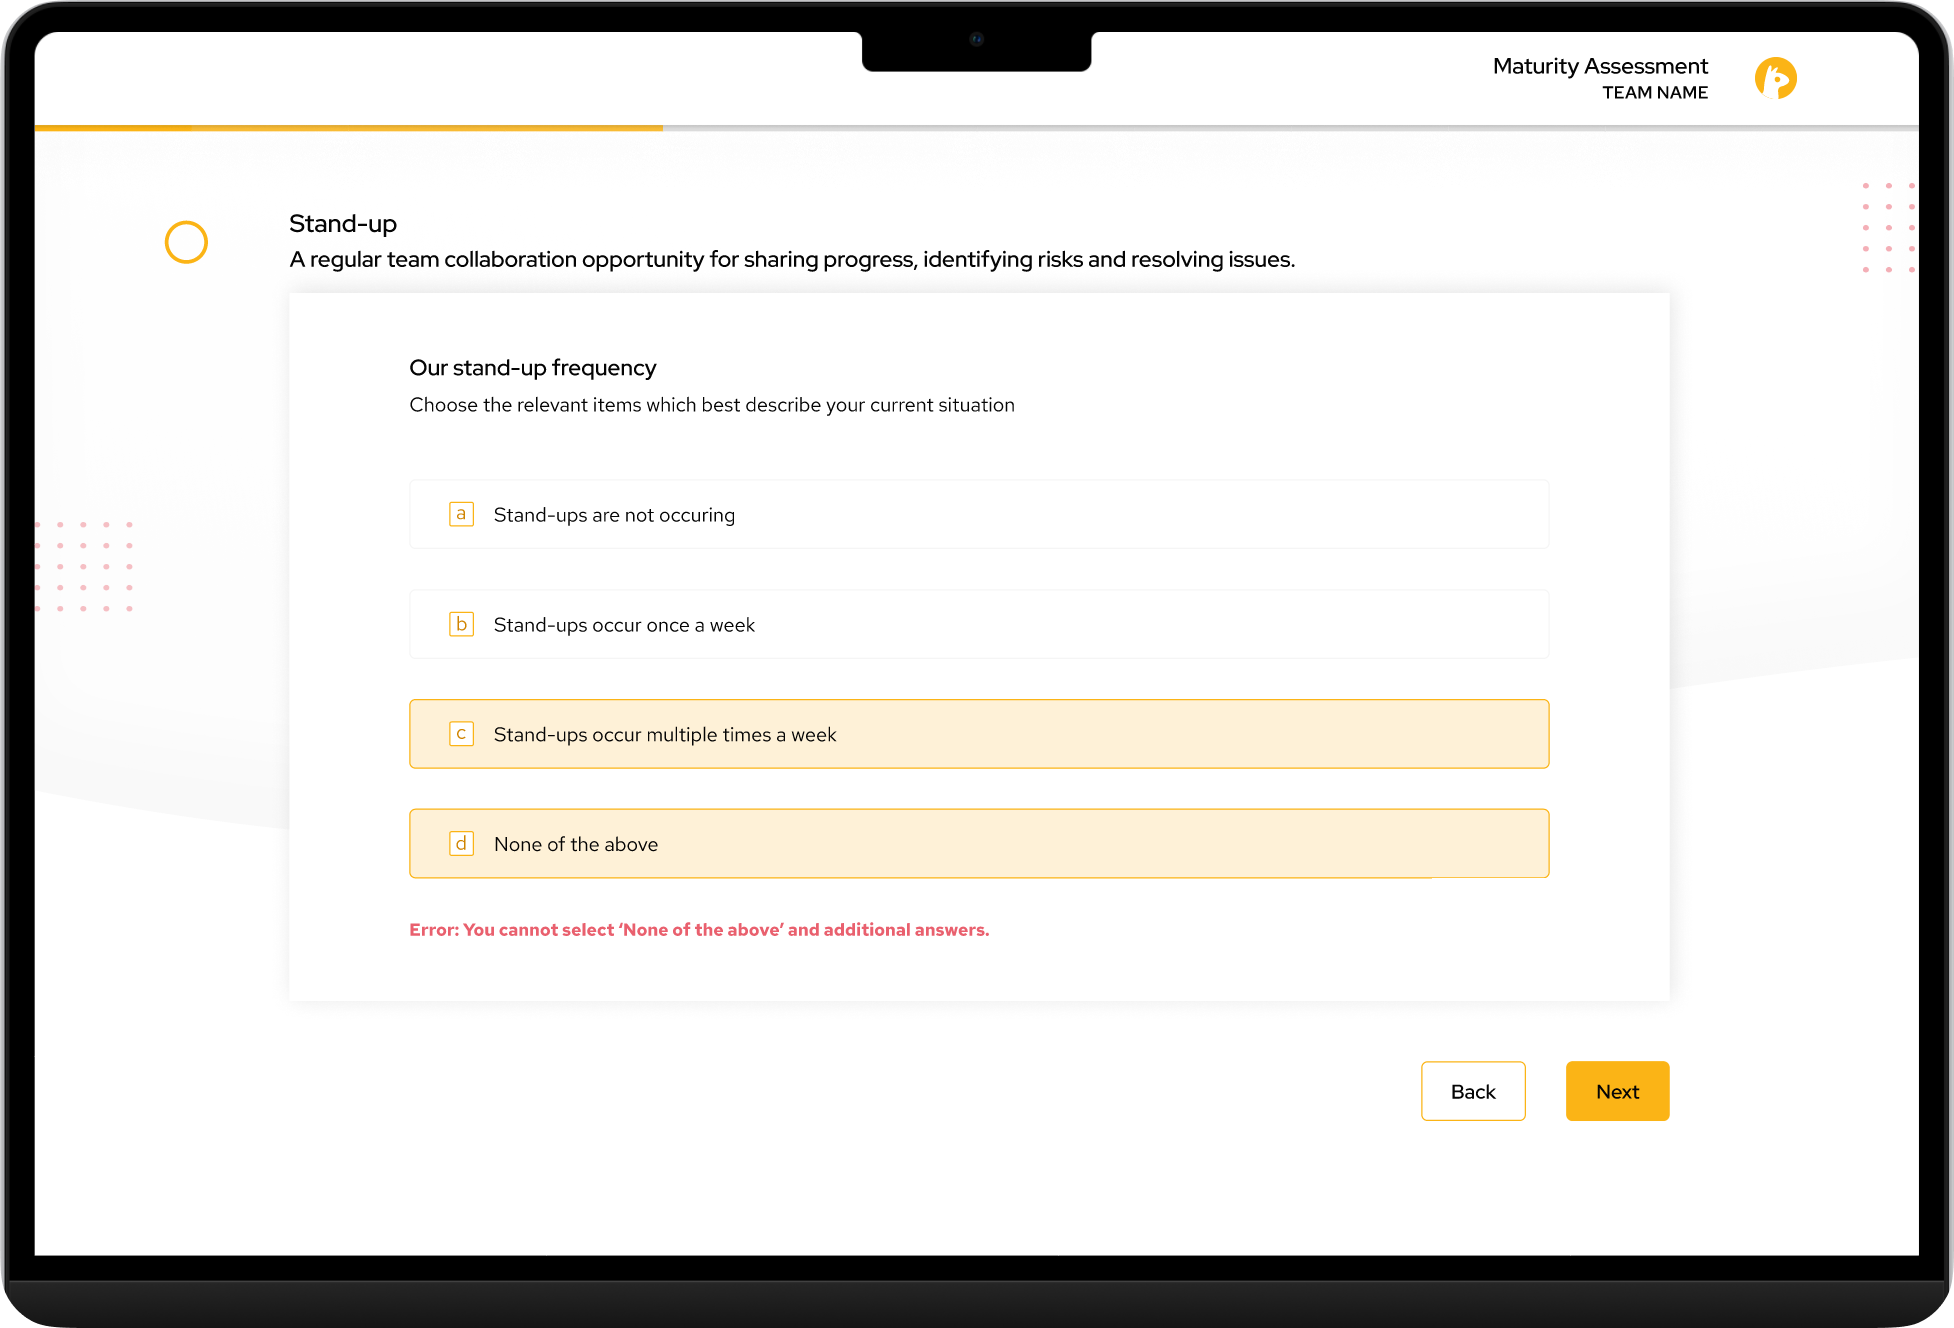 Maturity Assessment
TEAM NAME
Stand-up
A regular team collaboration opportunity for sharing progress, identifying risks and resolving issues.
Our stand-up frequency
Choose the relevant items which best describe your current situation
a Stand-ups are not occuring
b Stand-ups occur once a week
c Stand-ups occur multiple times a week
d None of the above
Error: You cannot select ‘None of the above’ and additional answers.
Back Next